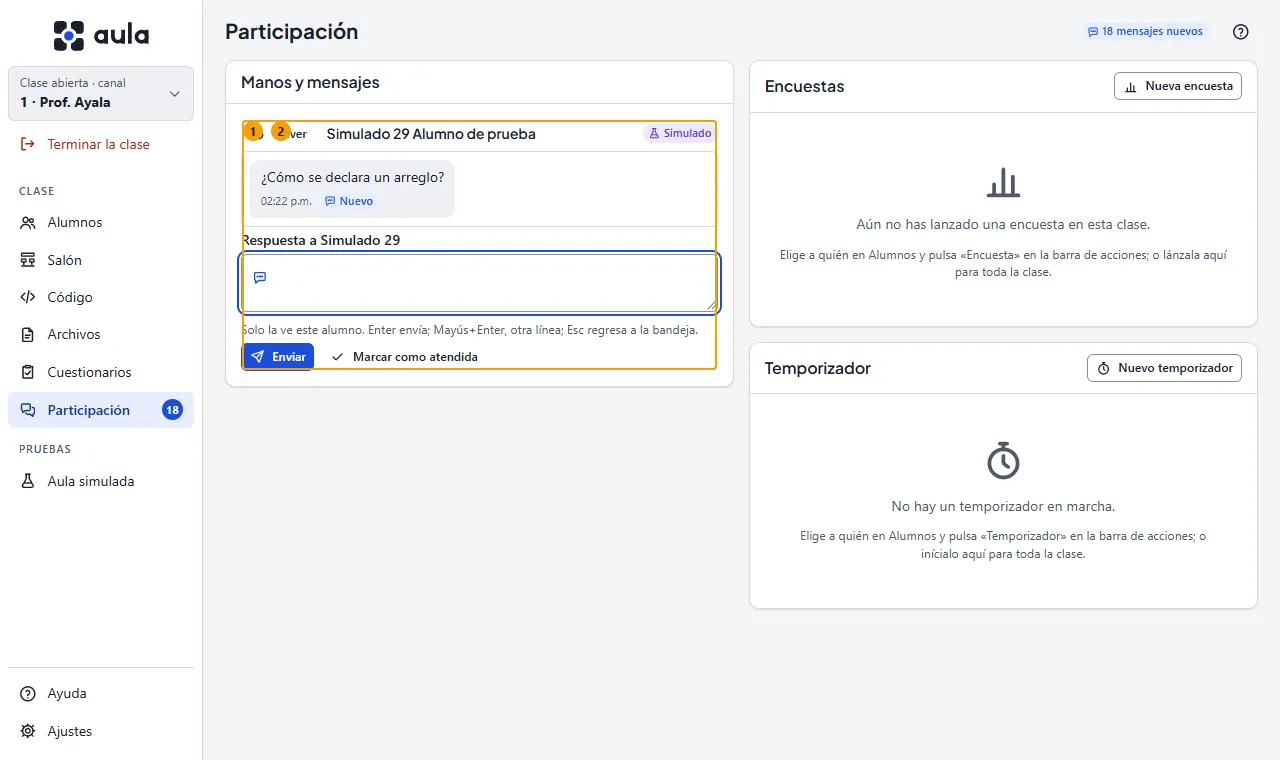 aula
Clase abierta · canal
1 · Prof. Ayala
Terminar la clase
CLASE
Alumnos
Salón
Código
Archivos
Cuestionarios
Participación 18
PRUEBAS
Aula simulada
Ayuda
Ajustes
Participación
18 mensajes nuevos
Manos y mensajes
1 2
Simulado 29 Alumno de prueba
Simulado
¿Cómo se declara un arreglo?
02:22 p.m. Nuevo
Respuesta a Simulado 29
Solo la ve este alumno. Enter envía; Mayús+Enter, otra línea; Esc regresa a la bandeja.
Enviar
Marcar como atendida
Encuestas
Nueva encuesta
Aún no has lanzado una encuesta en esta clase.
Elige a quién en Alumnos y pulsa «Encuesta» en la barra de acciones; o lánzala aquí
para toda la clase.
Temporizador
Nuevo temporizador
No hay un temporizador en marcha.
Elige a quién en Alumnos y pulsa «Temporizador» en la barra de acciones; o
inícialo aquí para toda la clase.